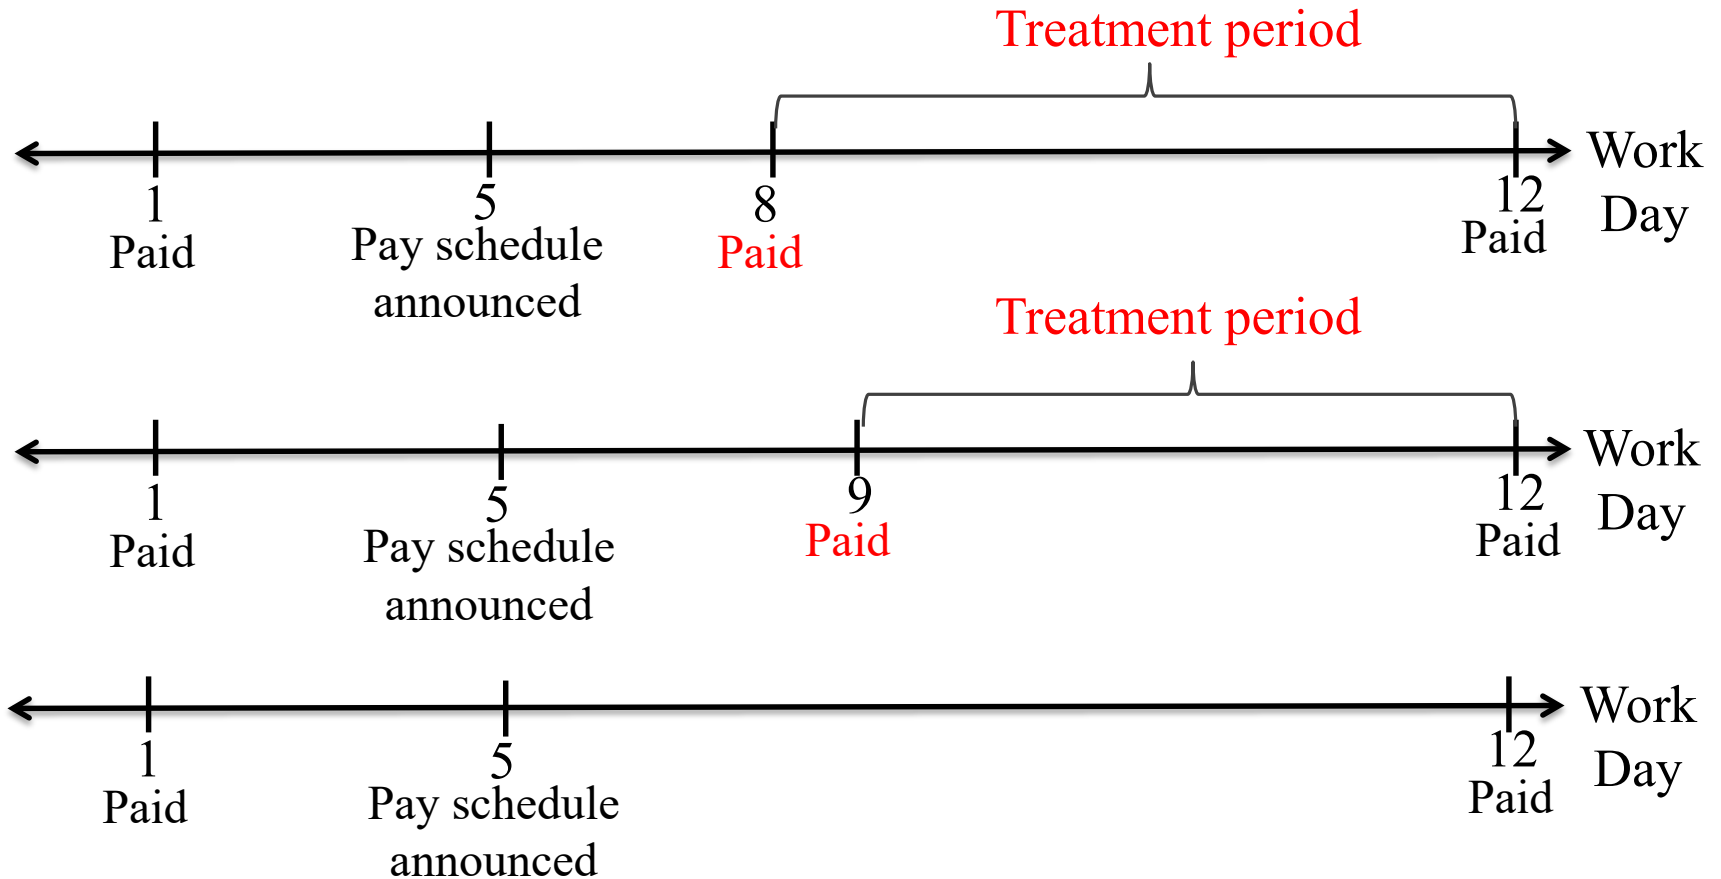 Treatment period
1
5
8
12
Work
Day
Paid
Pay schedule
announced
Paid
Paid
Treatment period
1
5
9
12
Work
Day
Paid
Pay schedule
announced
Paid
Paid
1
5
12
Work
Day
Paid
Pay schedule
announced
Paid